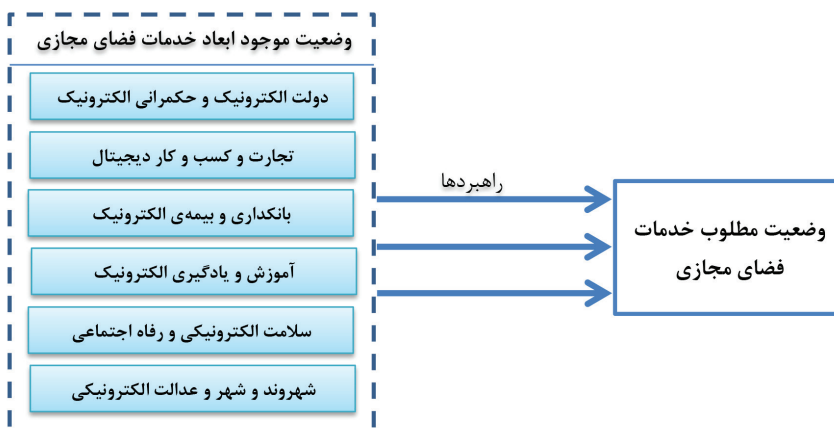 وضعیت موجود ابعاد خدمات فضای مجازی
دولت الکترونیک و حکمرانی الکترونیک
تجارت و کسب و کار دیجیتال
بانکداری و بیمه‌ی الکترونیک
آموزش و یادگیری الکترونیک
سلامت الکترونیکی و رفاه اجتماعی
شهروند و شهر و عدالت الکترونیکی
راهبردها
وضعیت مطلوب خدمات
فضای مجازی